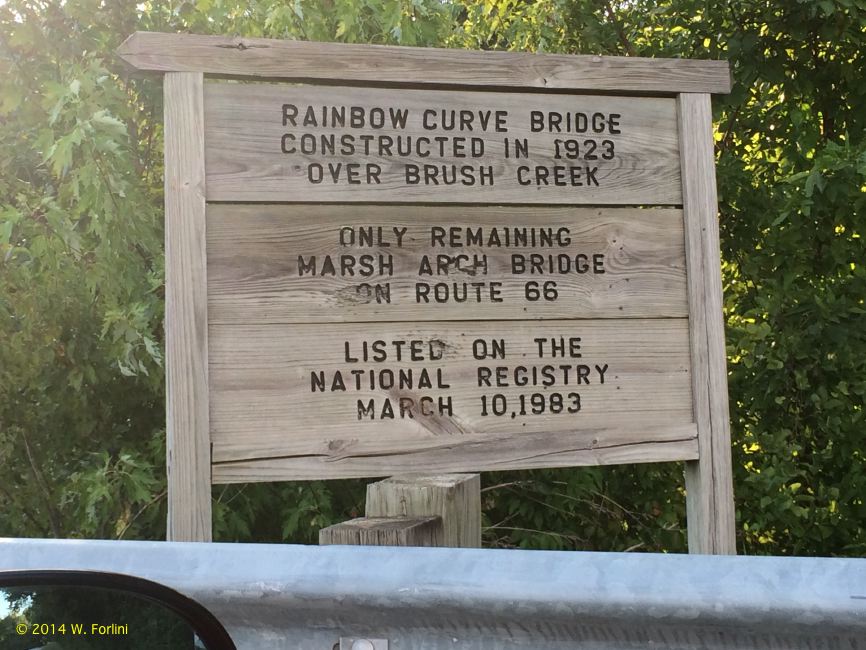 RAINBOW CURVE BRIDGE
CONSTRUCTED IN 1923
OVER BRUSH CREEK
ONLY REMAINING
MARSH ARCH BRIDGE
ON ROUTE 66
LISTED ON THE
NATIONAL REGISTRY
MARCH 10,1983
© 2014 W. Forlini